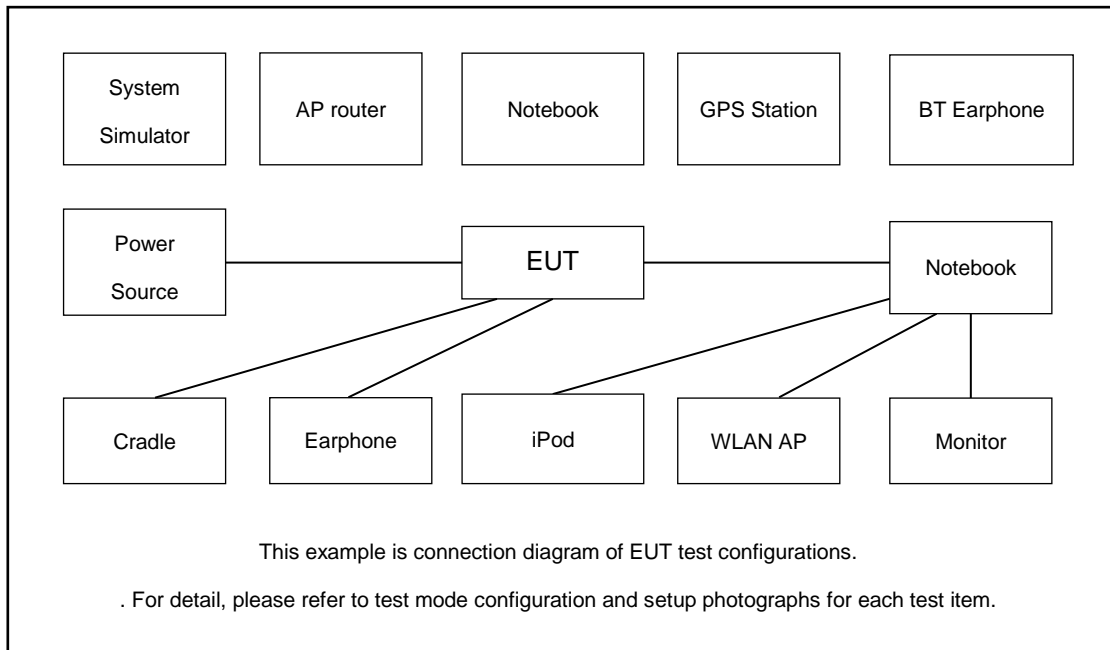 System
Simulator
AP router
Notebook
GPS Station
BT Earphone
Power
Source
EUT
Notebook
Cradle
Earphone
iPod
WLAN AP
Monitor
This example is connection diagram of EUT test configurations.
. For detail, please refer to test mode configuration and setup photographs for each test item.